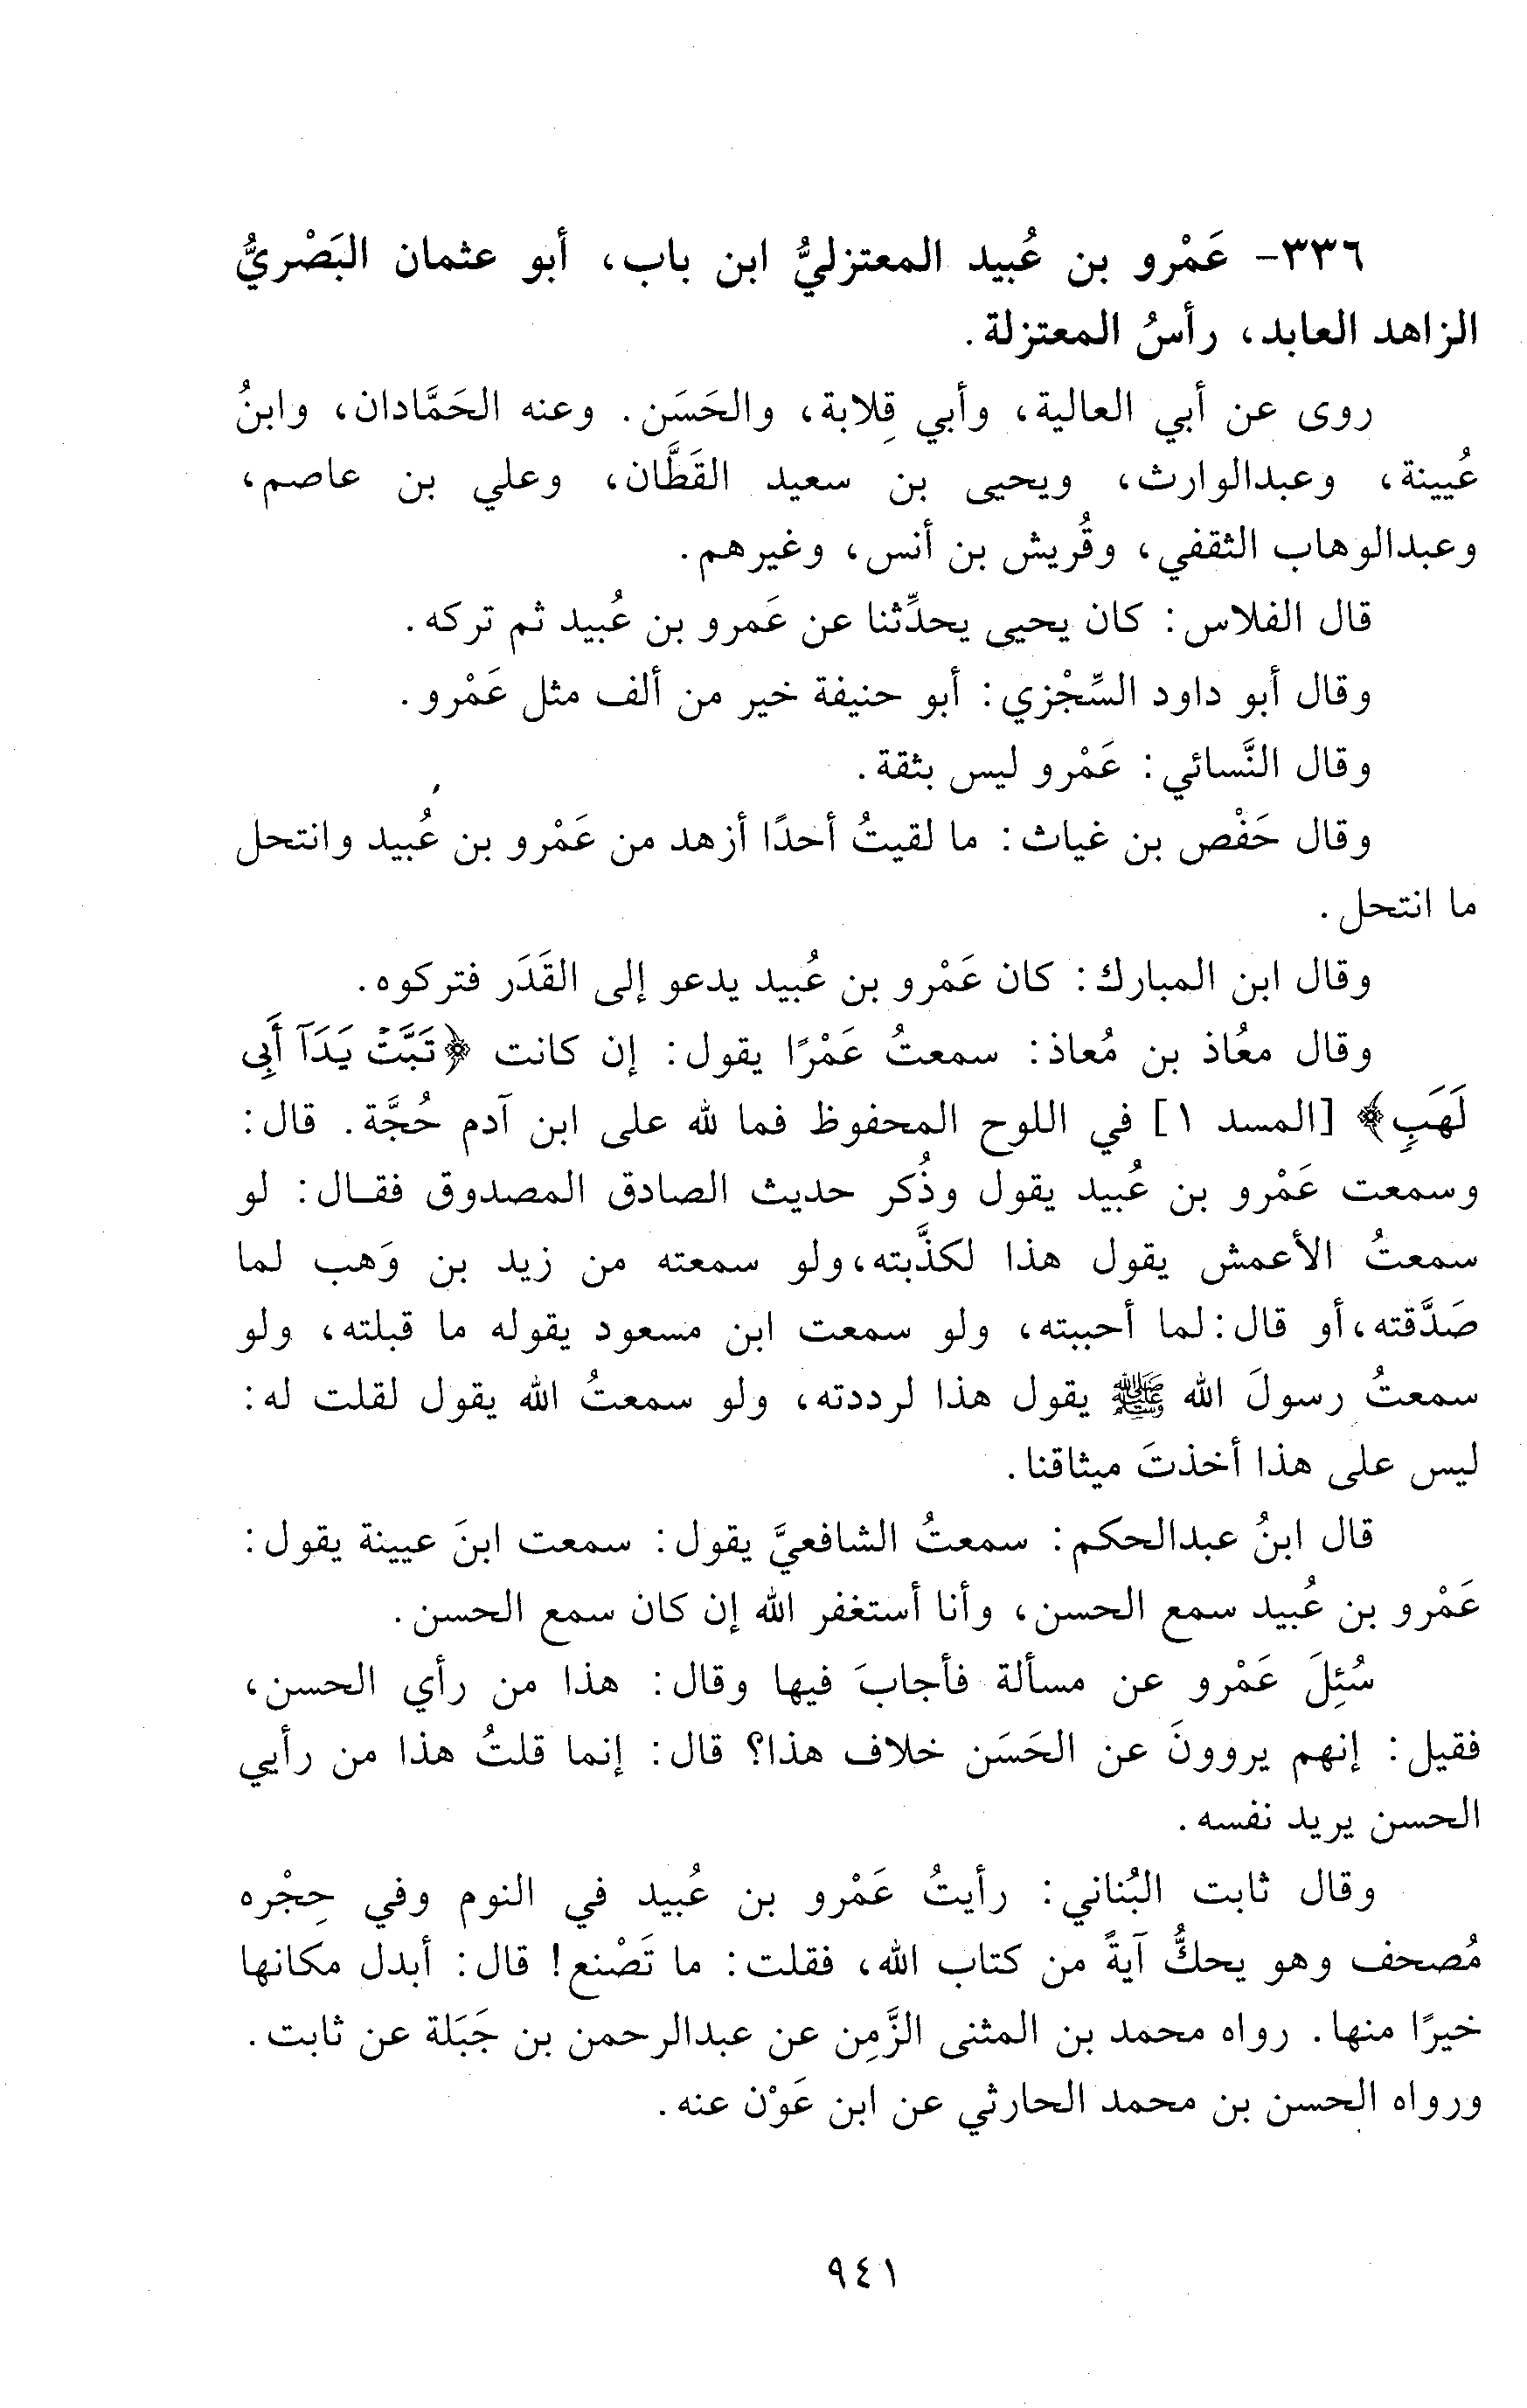 ٣٣٦- عَمْرو بن عُبيد المعتزليُّ ابن باب، أبو عثمان البَصْريُّ
الزاهد العابد، رأسُ المعتزلة.
روى عن أبي العالية، وأبي قِلابة، والحَسَن. وعنه الحَمَّادان، وابنُ
عُيينة، وعبدالوارث، ويحيى بن سعيد القَطَّان، وعلي بن عاصم،
وعبدالوهاب الثقفي، وقُريش بن أنس، وغيرهم.
قال الفلاس: كان يحيى يحدِّثنا عن عَمرو بن عُبيد ثم تركه.
وقال أبو داود السِّجْزي: أبو حنيفة خير من ألف مثل عَمْرو.
وقال النَّسائي: عَمْرو ليس بثقة.
وقال حَفْص بن غياث: ما لقيتُ أحدًا أزهد من عَمْرو بن عُبيد وانتحل
ما انتحل.
وقال ابن المبارك: كان عَمْرو بن عُبيد يدعو إلى القَدَر فتركوه.
وقال معُاذ بن مُعاذ: سمعتُ عَمْرًا يقول: إن كانت ﴿تَبَّتْ يَدَآ أَبِى
لَهَبٍ﴾ [المسد ١] في اللوح المحفوظ فما لله على ابن آدم حُجَّة. قال:
وسمعت عَمْرو بن عُبيد يقول وذُكر حديث الصادق المصدوق فقـال: لو
سمعتُ الأعمش يقول هذا لكذَّبته،ولو سمعته من زيد بن وَهب لما
صَدَّقته،أو قال:لما أحببته، ولو سمعت ابن مسعود يقوله ما قبلته، ولو
سمعتُ رسولَ الله ﷺ يقول هذا لرددته، ولو سمعتُ الله يقول لقلت له:
ليس على هذا أخذتَ ميثاقنا.
قال ابنُ عبدالحكم: سمعتُ الشافعيَّ يقول: سمعت ابنَ عيينة يقول:
عَمْرو بن عُبيد سمع الحسن، وأنا أستغفر الله إن كان سمع الحسن.
سُئِلَ عَمْرو عن مسألة فأجابَ فيها وقال: هذا من رأي الحسن،
فقيل: إنهم يروونَ عن الحَسَن خلاف هذا؟ قال: إنما قلتُ هذا من رأيي
الحسن يريد نفسه.
وقال ثابت البُناني: رأيتُ عَمْرو بن عُبيد في النوم وفي حِجْره
مُصحف وهو يحكُّ آيةً من كتاب الله، فقلت: ما تَصْنع! قال: أبدل مكانها
خيرًا منها. رواه محمد بن المثنى الزَّمِن عن عبدالرحمن بن جَبَلة عن ثابت.
ورواه الحسن بن محمد الحارثي عن ابن عَوْن عنه.
٩٤١